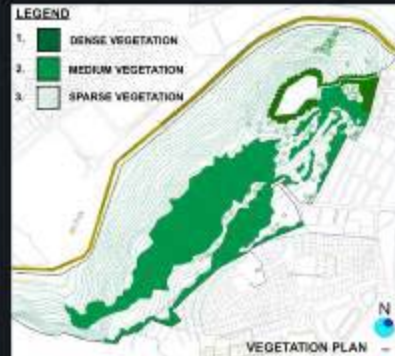 LEGEND
1. DENSE VEGETATION
2. MEDIUM VEGETATION
3. SPARSE VEGETATION
N
VEGETATION PLAN